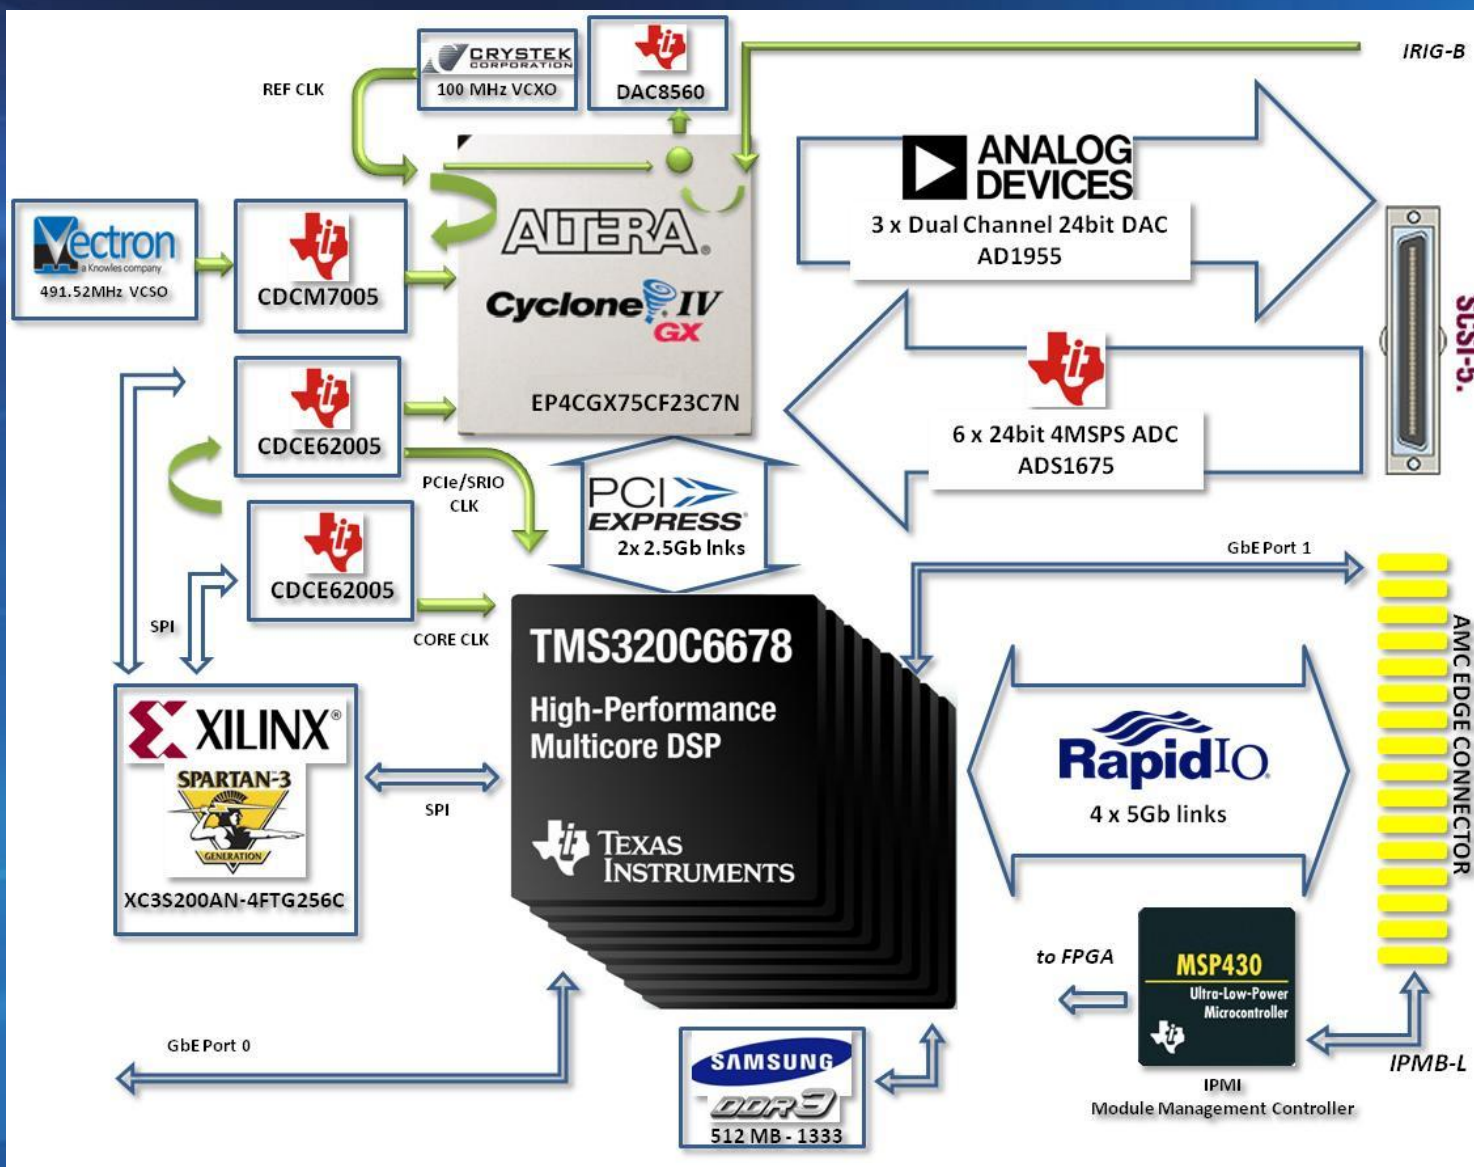 CRYSTEK
CORPORATION
100 MHz VCXO
DAC8560
IRIG-B
REF CLK
ANALOG
DEVICES
3 x Dual Channel 24bit DAC
AD1955
Vectron
a Knowles company
491.52MHz VCSO
CDCM7005
ALTERA
Cyclone IV
GX
EP4CGX75CF23C7N
SCSI-5.
6 x 24bit 4MSPS ADC
ADS1675
CDCE62005
PCIe/SRIO
CLK
PCI
EXPRESS
2x 2.5Gb lnks
GbE Port 1
CDCE62005
SPI
CORE CLK
TMS320C6678
High-Performance
Multicore DSP
TEXAS
INSTRUMENTS
AMC EDGE CONNECTOR
XILINX®
SPARTAN-3
GENERATION
XC3S200AN-4FTG256C
SPI
RapidIO
4 x 5Gb links
to FPGA
MSP430
Ultra-Low-Power
Microcontroller
IPMI
Module Management Controller
IPMB-L
GbE Port 0
SAMSUNG
DDR3
512 MB - 1333